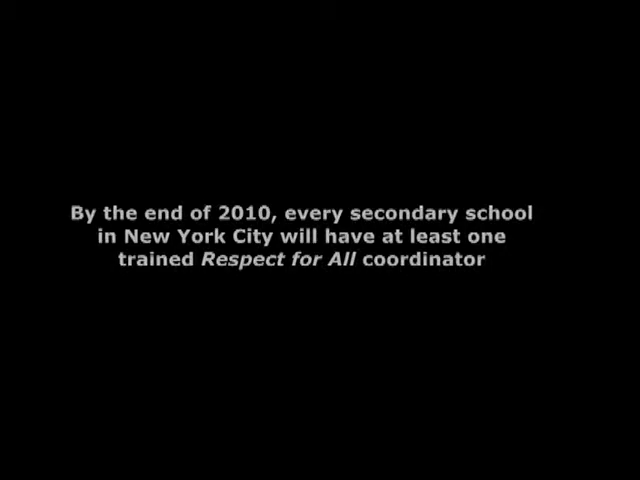 By the end of 2010, every secondary school
in New York City will have at least one
trained Respect for All coordinator